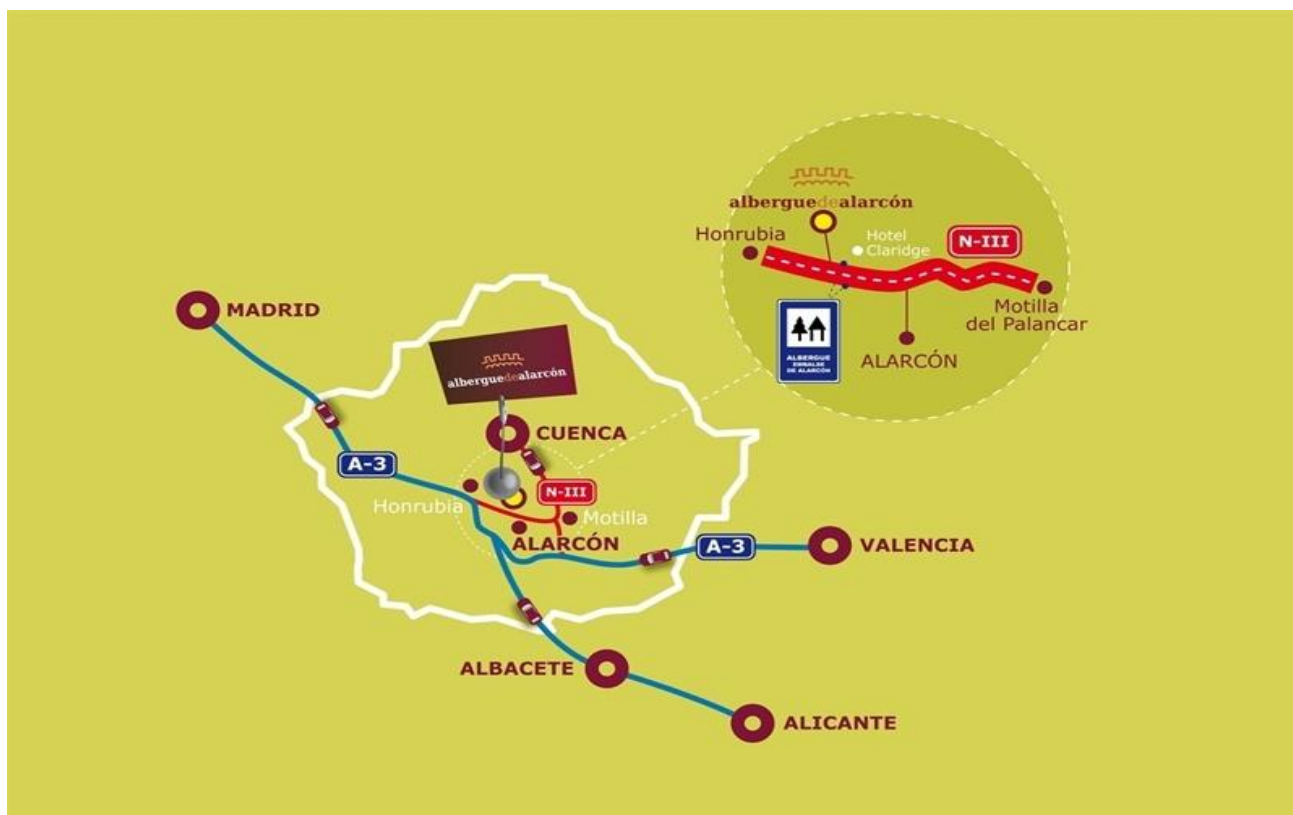 alberguedealarcón
Honrubia
Hotel
Claridge
N-III
Motilla
del Palancar
ALBERGUE
EMBALSE
DE ALARCÓN
ALARCÓN
MADRID
alberguedealarcón
CUENCA
A-3
Honrubia
N-III
Motilla
ALARCÓN
A-3
VALENCIA
ALBACETE
ALICANTE